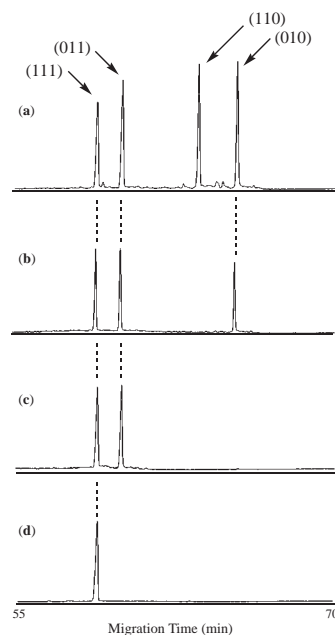 (110)
(011)
(010)
(111)
(a)
(b)
(c)
(d)
55
70
Migration Time (min)